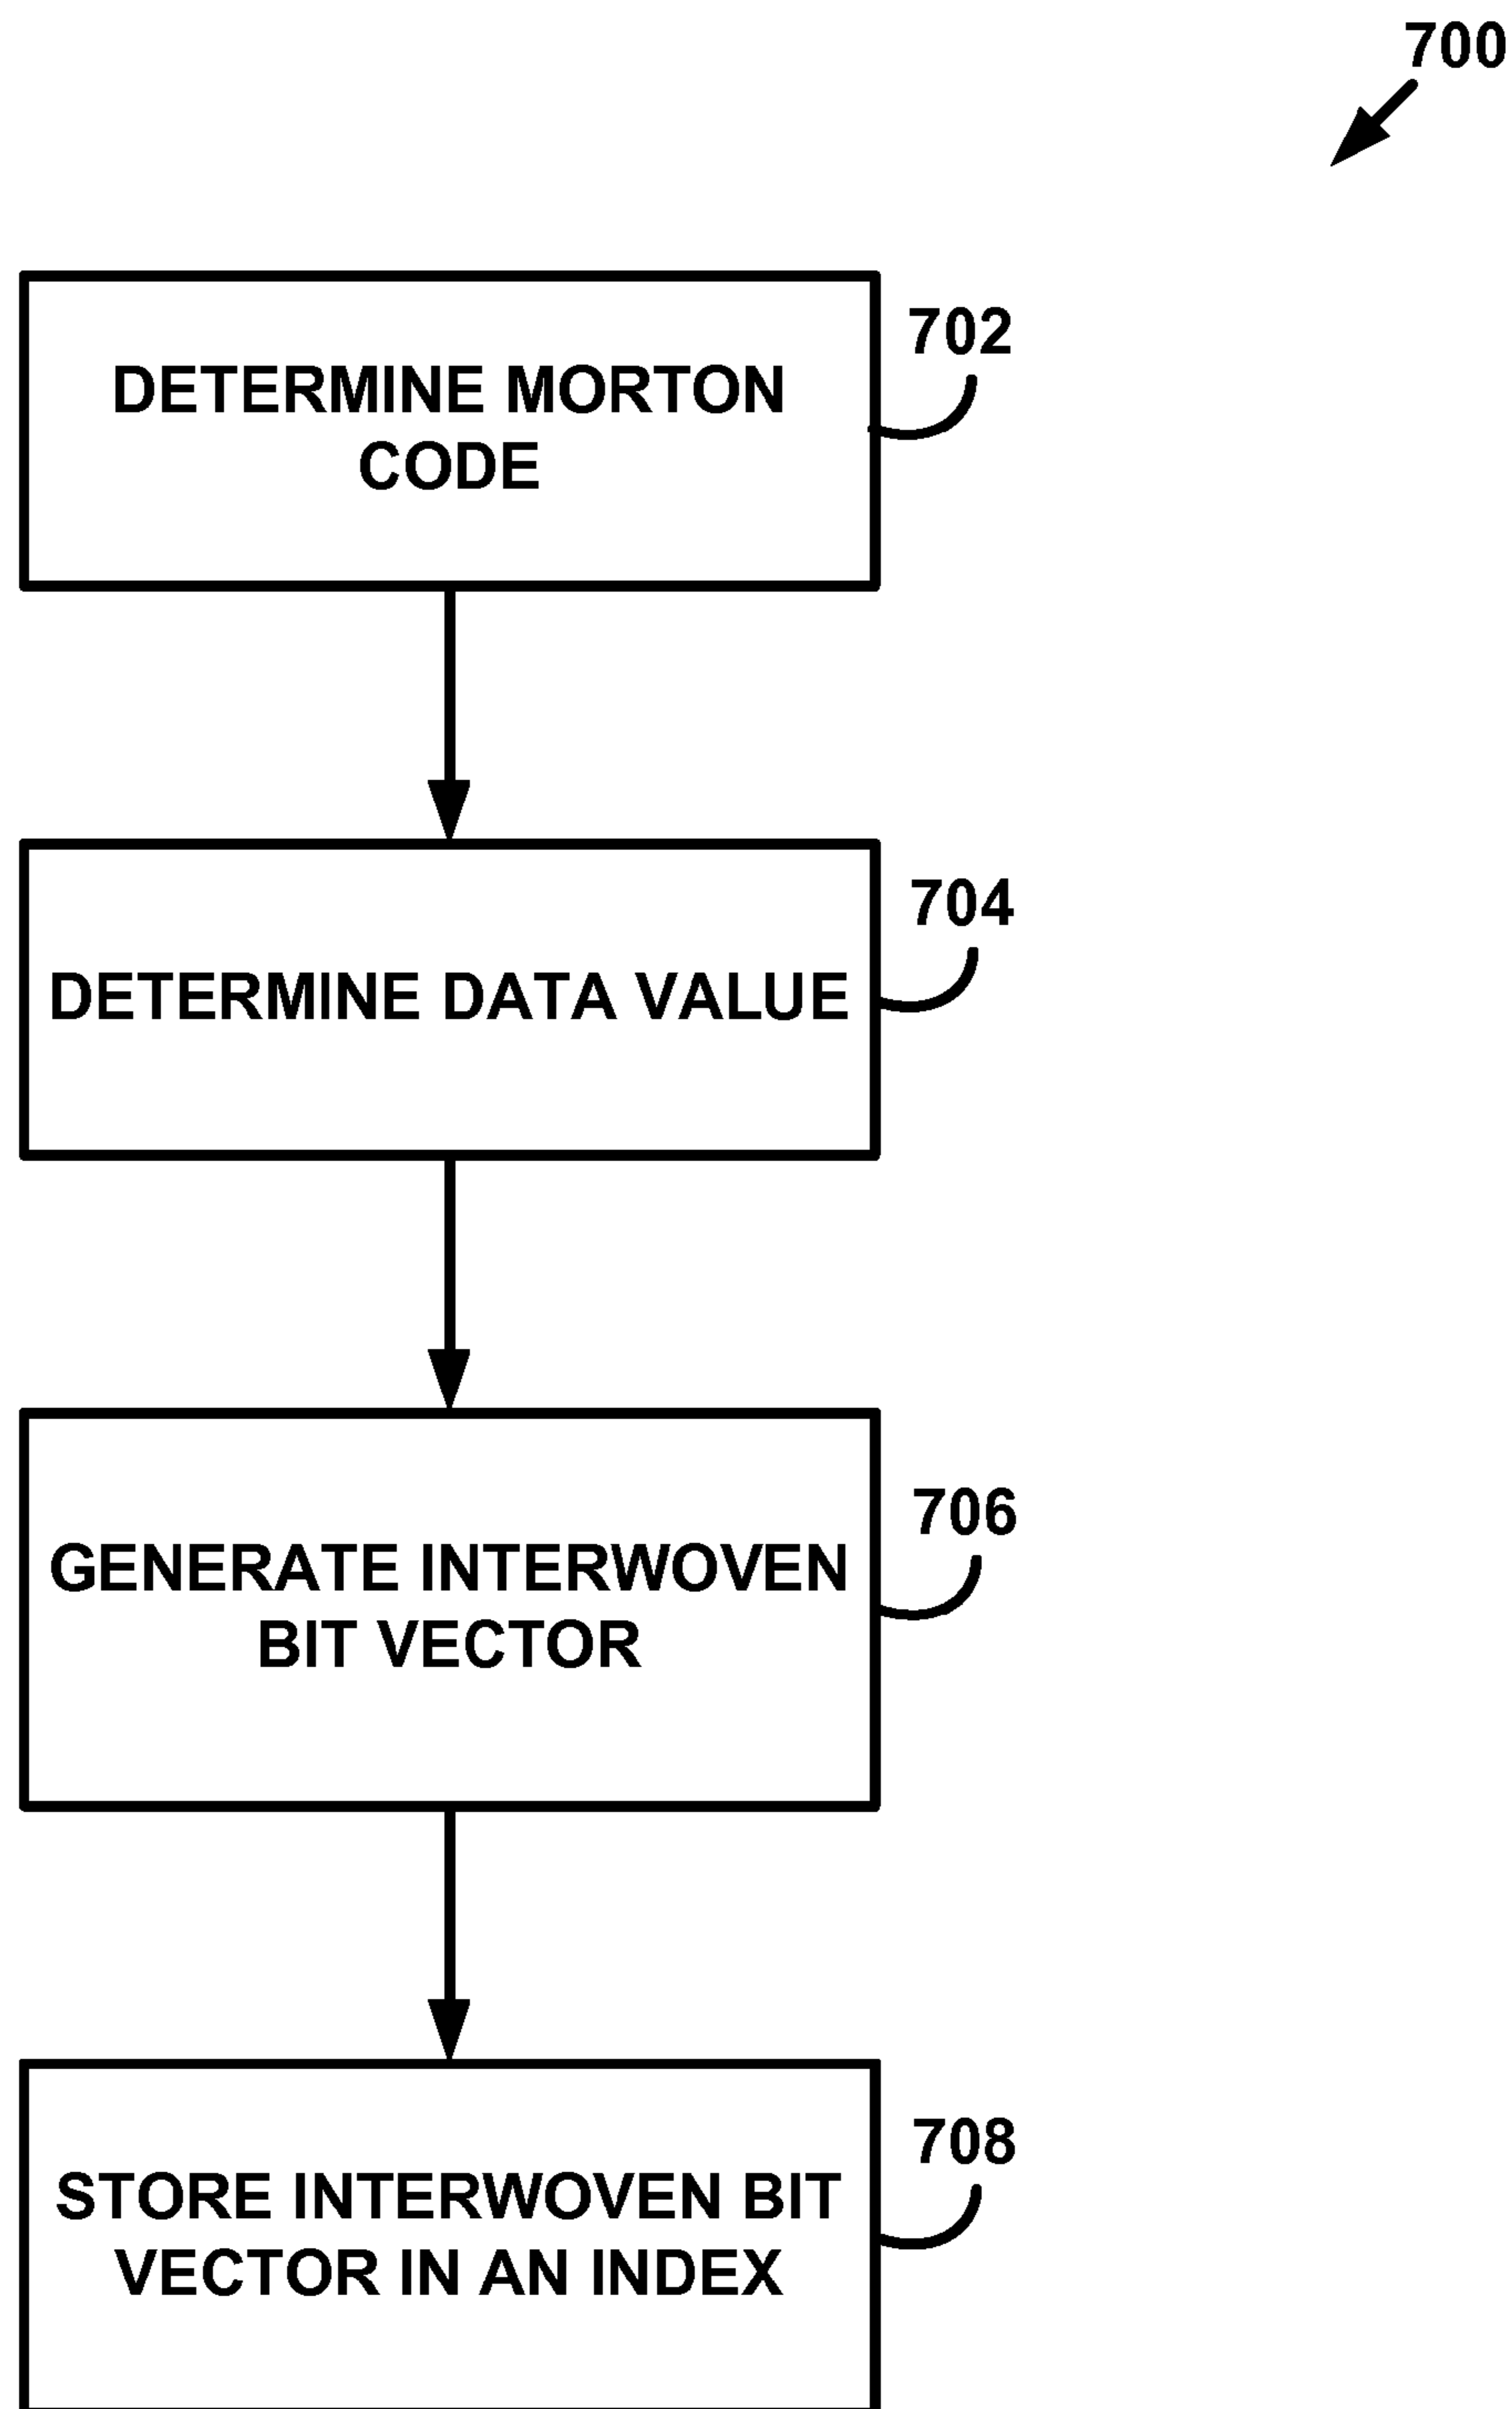 700
DETERMINE MORTON
CODE
702
DETERMINE DATA VALUE
704
GENERATE INTERWOVEN
BIT VECTOR
706
STORE INTERWOVEN BIT
VECTOR IN AN INDEX
708